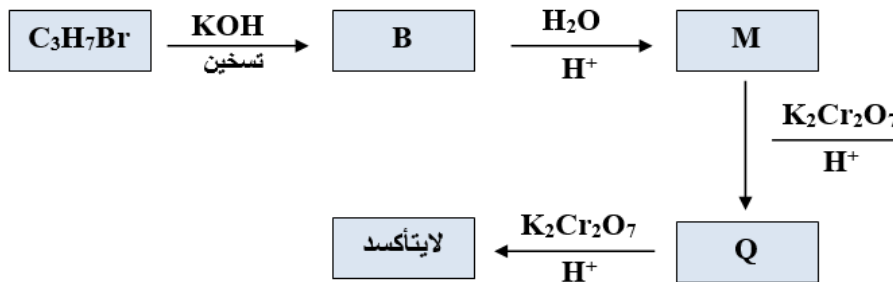 C₃H₇Br
KOH
تسخين
B
H₂O
H⁺
M
K₂Cr₂O₇
H⁺
Q
K₂Cr₂O₇
H⁺
لايتأكسد